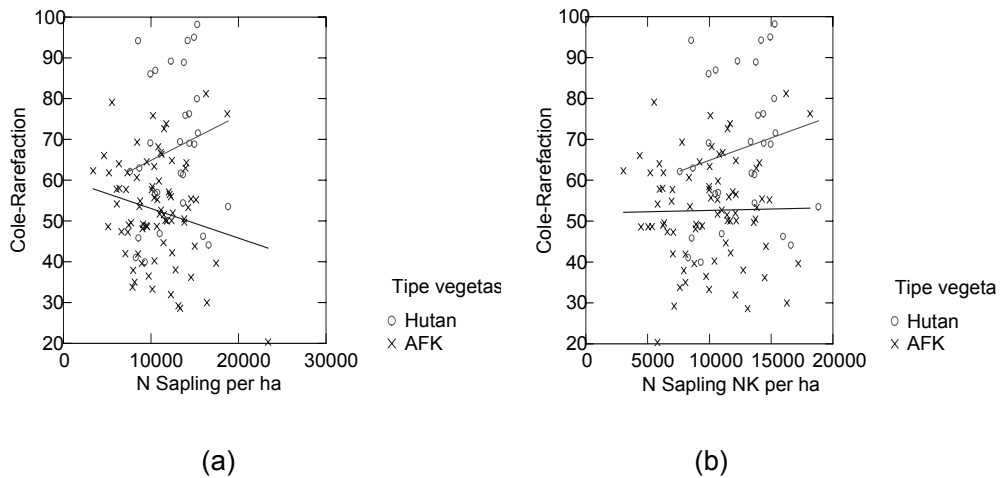 100
90
80
70
60
50
40
30
20
Cole-Rarefaction
0 10000 20000 30000
N Sapling per ha
Tipe vegetas
Hutan
AFK
(a)
100
90
80
70
60
50
40
30
20
Cole-Rarefaction
0 5000 10000 15000 20000
N Sapling NK per ha
Tipe vegeta
Hutan
AFK
(b)